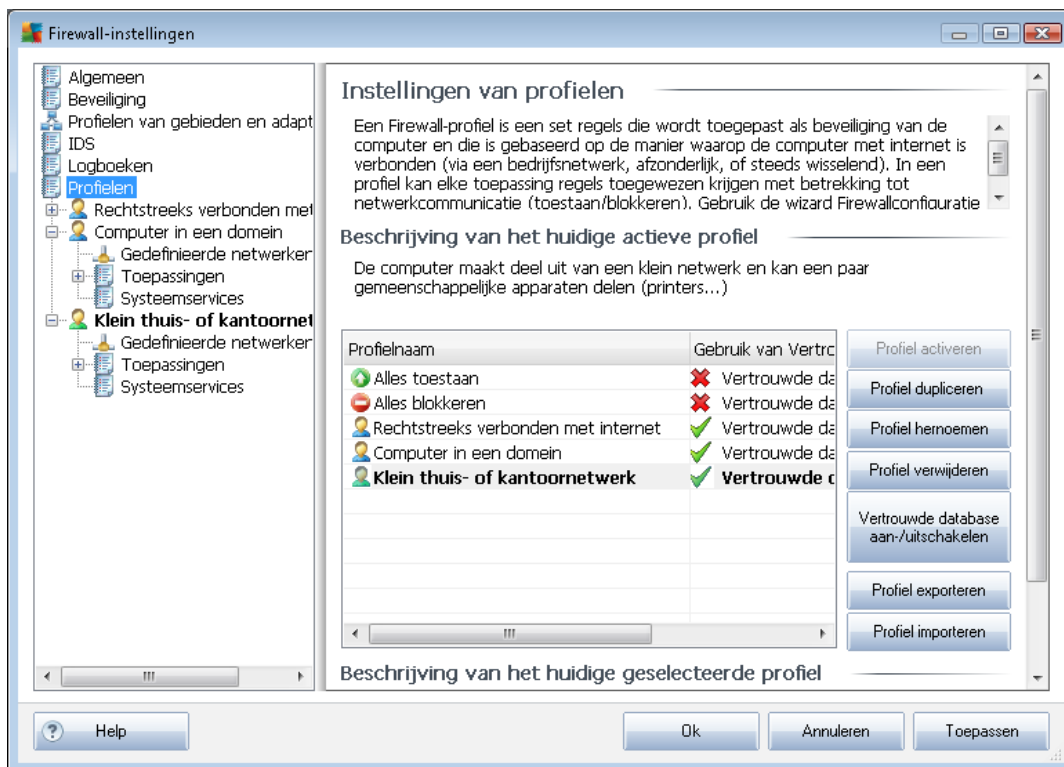 Firewall-instellingen
Algemeen
Beveiliging
Profielen van gebieden en adapt
IDS
Logboeken
Profielen
Rechtstreeks verbonden met
Computer in een domein
Gedefinieerde netwerken
Toepassingen
Systeemservices
Klein thuis- of kantoornet
Gedefinieerde netwerken
Toepassingen
Systeemservices
Instellingen van profielen
Een Firewall-profiel is een set regels die wordt toegepast als beveiliging van de
computer en die is gebaseerd op de manier waarop de computer met internet is
verbonden (via een bedrijfsnetwerk, afzonderlijk, of steeds wisselend). In een
profiel kan elke toepassing regels toegewezen krijgen met betrekking tot
netwerkcommunicatie (toestaan/blokkeren). Gebruik de wizard Firewallconfiguratie
Beschrijving van het huidige actieve profiel
De computer maakt deel uit van een klein netwerk en kan een paar
gemeenschappelijke apparaten delen (printers...)
Profielnaam Gebruik van Vertrc
Alles toestaan Vertrouwde da
Alles blokkeren Vertrouwde da
Rechtstreeks verbonden met internet Vertrouwde da
Computer in een domein Vertrouwde da
Klein thuis- of kantoornetwerk Vertrouwde d
Profiel activeren
Profiel dupliceren
Profiel hernoemen
Profiel verwijderen
Vertrouwde database
aan-/uitschakelen
Profiel exporteren
Profiel importeren
Beschrijving van het huidige geselecteerde profiel
? Help
Ok
Annuleren
Toepassen